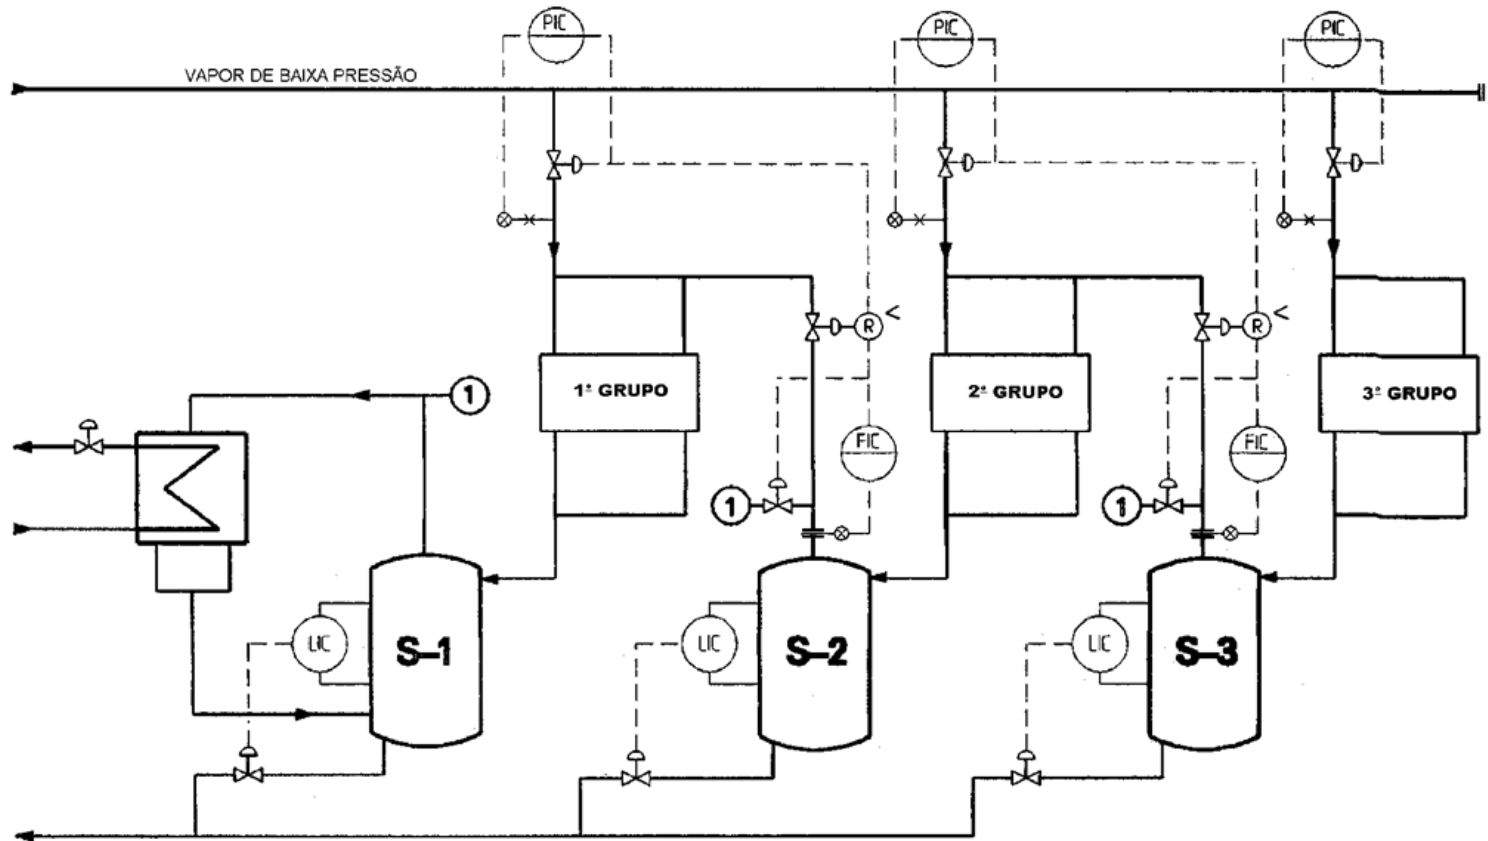 PIC
PIC
PIC
VAPOR DE BAIXA PRESSÃO
R <
R <
1º GRUPO
2º GRUPO
3º GRUPO
1
FIC
FIC
1
1
LIC
S-1
LIC
S-2
LIC
S-3